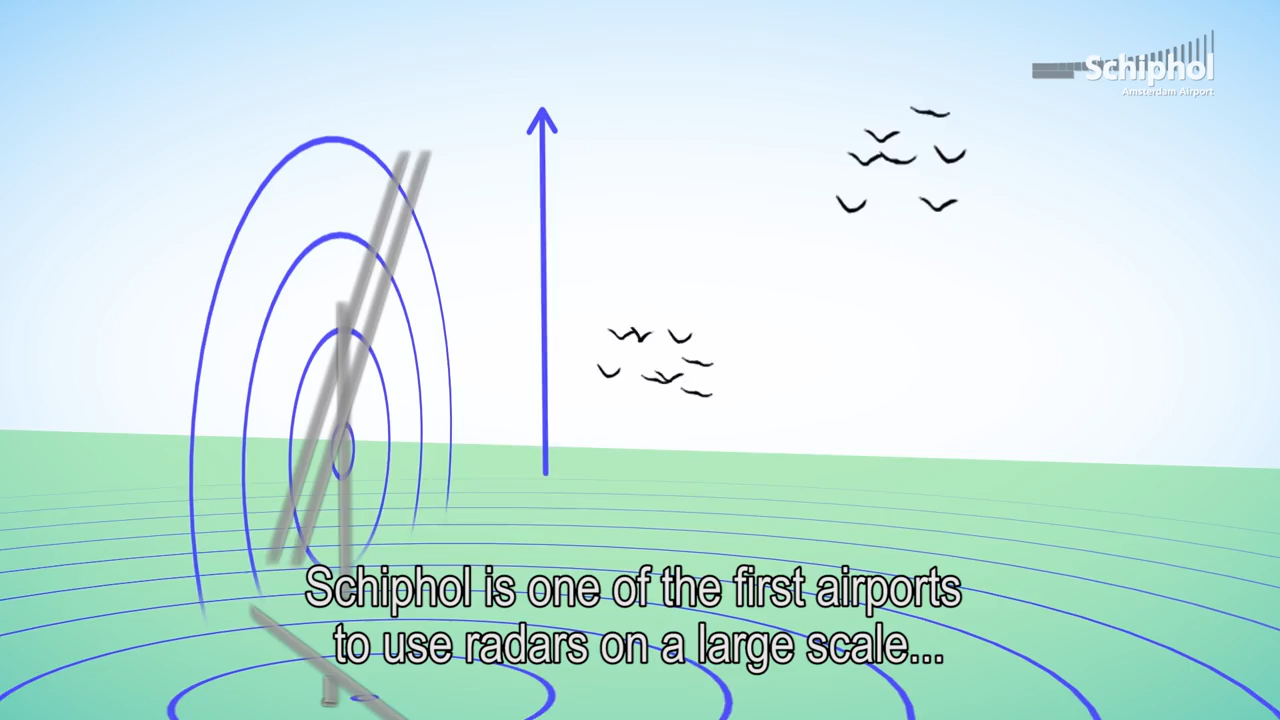 Schiphol
Amsterdam Airport
Schiphol is one of the first airports
to use radars on a large scale...